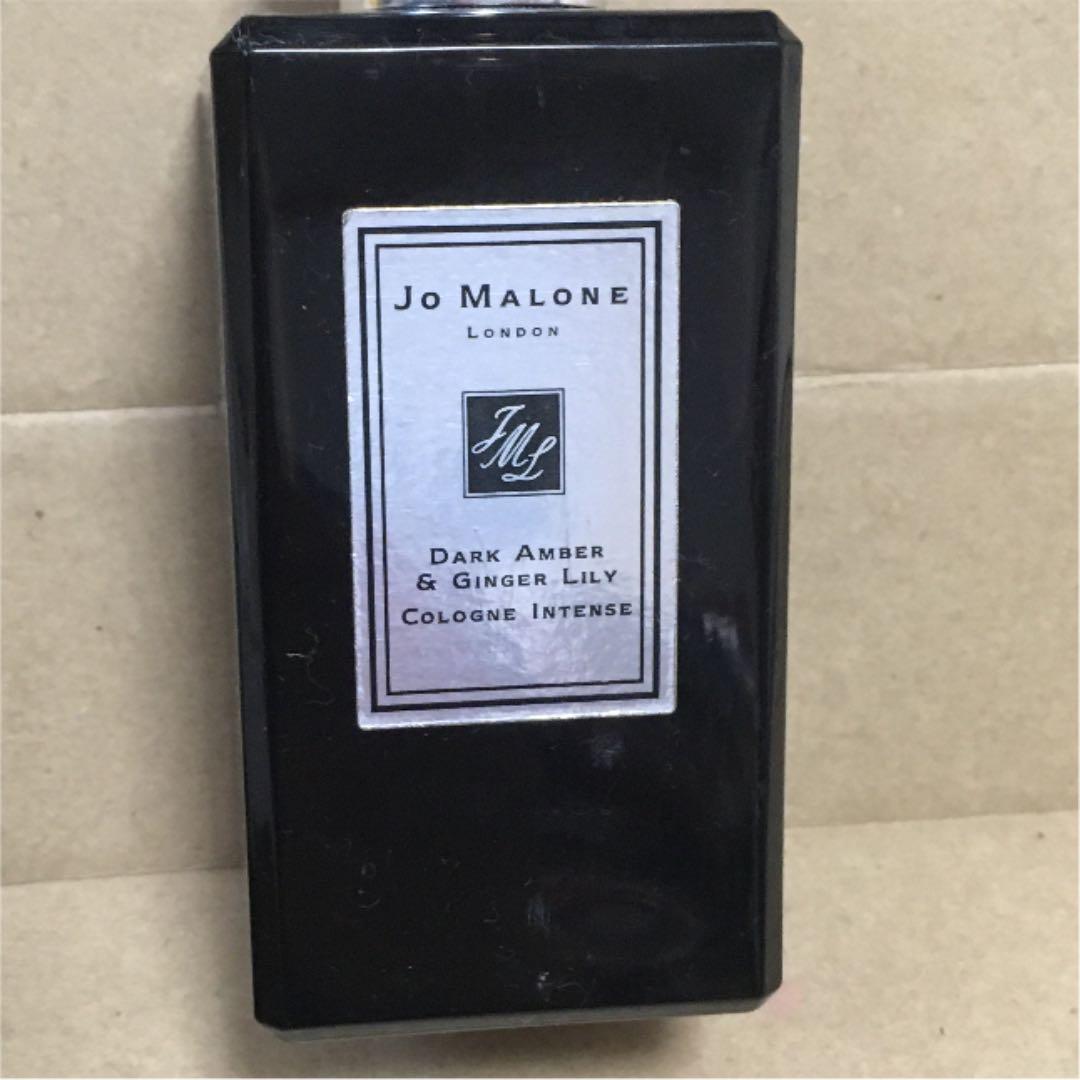 JO MALONE
LONDON
JML
DARK AMBER
& GINGER LILY
COLOGNE INTENSE